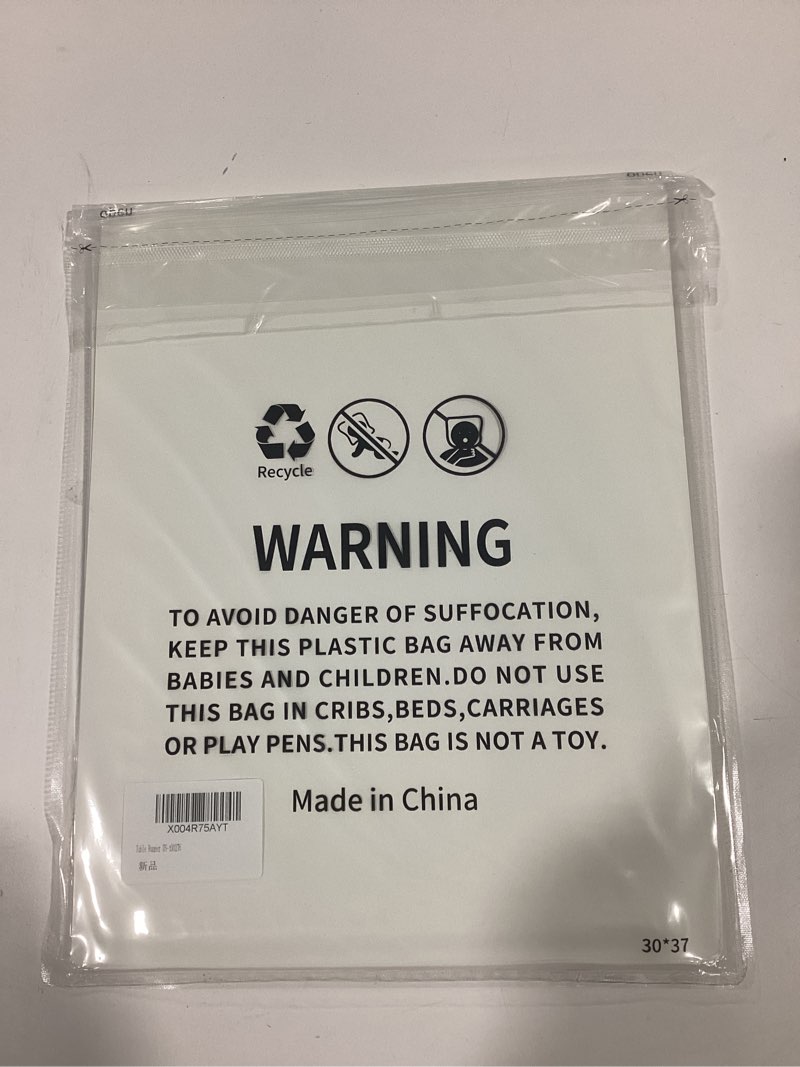 Recycle
WARNING
TO AVOID DANGER OF SUFFOCATION,
KEEP THIS PLASTIC BAG AWAY FROM
BABIES AND CHILDREN.DO NOT USE
THIS BAG IN CRIBS,BEDS,CARRIAGES
OR PLAY PENS.THIS BAG IS NOT A TOY.
Made in China
X004R75AYT
Table Runner
新品
30*37